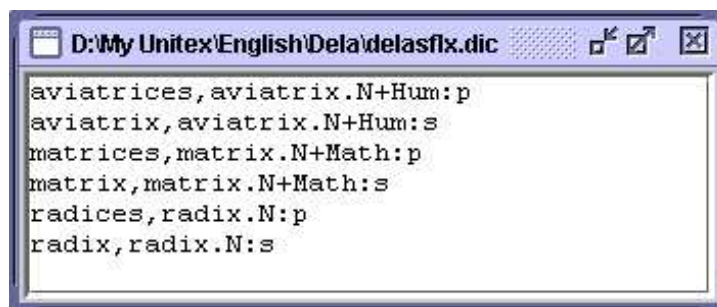 D:\My Unitex\English\Dela\delasflx.dic
aviatrices,aviatrix.N+Hum:p
aviatrix,aviatrix.N+Hum:s
matrices,matrix.N+Math:p
matrix,matrix.N+Math:s
radices,radix.N:p
radix,radix.N:s